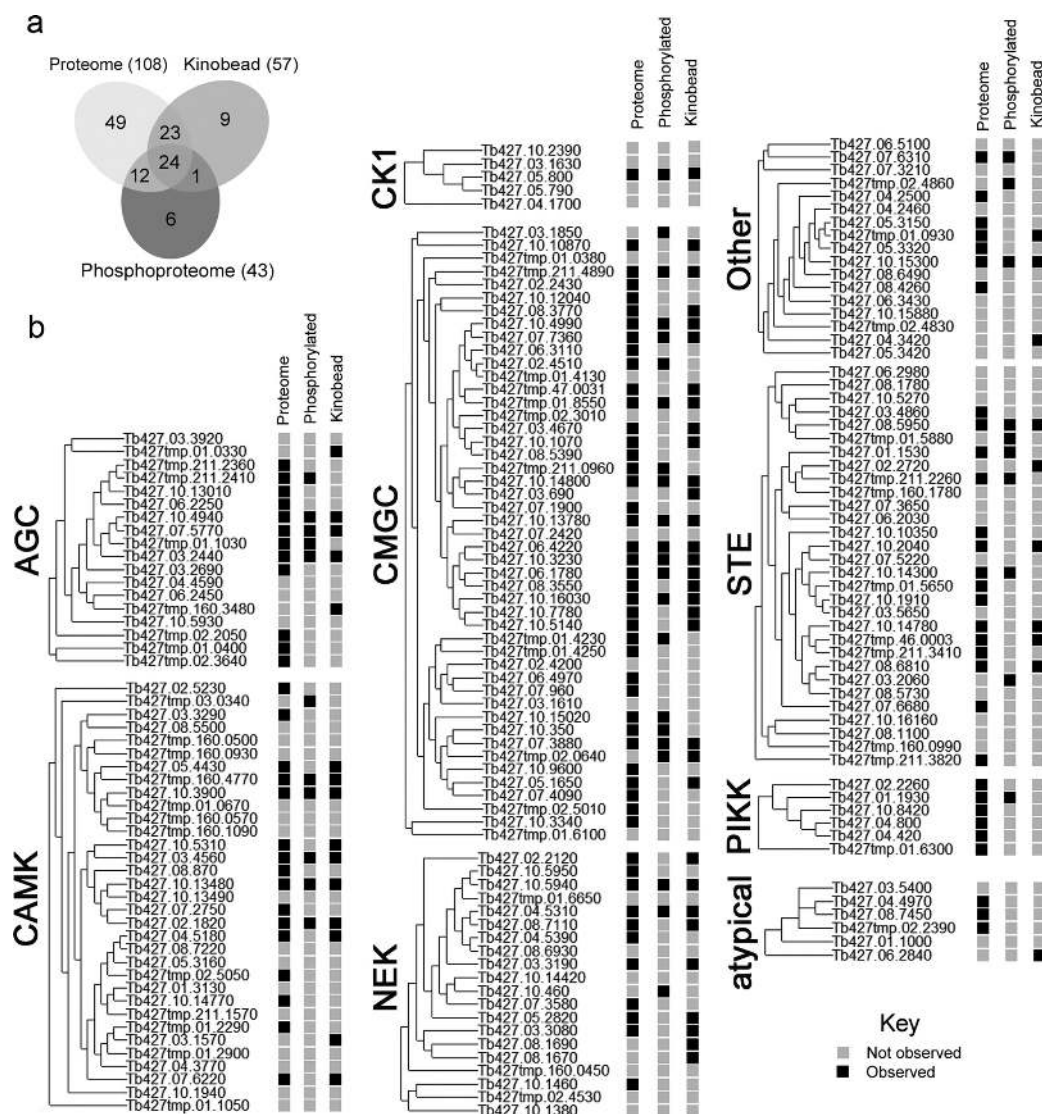 a
Proteome (108)
Kinobead (57)
49
23
9
24
12
1
6
Phosphoproteome (43)
b
Proteome
Phosphorylated
Kinobead
AGC
Tb427.03.3920
Tb427tmp.01.0330
Tb427tmp.211.2360
Tb427tmp.211.2410
Tb427.10.13010
Tb427.06.2250
Tb427.10.4940
Tb427.07.5770
Tb427tmp.01.1030
Tb427.03.2440
Tb427.03.2690
Tb427.04.4590
Tb427.06.2450
Tb427tmp.160.3480
Tb427.10.5930
Tb427tmp.02.2050
Tb427tmp.01.0400
Tb427tmp.02.3640
CAMK
Tb427.02.5230
Tb427tmp.03.0340
Tb427.03.3290
Tb427.08.5500
Tb427tmp.160.0500
Tb427tmp.160.0930
Tb427.05.4430
Tb427tmp.160.4770
Tb427.10.3900
Tb427tmp.01.0670
Tb427tmp.160.0570
Tb427tmp.160.1090
Tb427.10.5310
Tb427.03.4560
Tb427.08.870
Tb427.10.13480
Tb427.10.13490
Tb427.07.2750
Tb427.02.1820
Tb427.04.5180
Tb427.08.7220
Tb427.05.3160
Tb427tmp.02.5050
Tb427.01.3130
Tb427.10.14770
Tb427tmp.211.1570
Tb427tmp.01.2290
Tb427.03.1570
Tb427tmp.01.2900
Tb427.04.3770
Tb427.07.6220
Tb427.10.1940
Tb427tmp.01.1050
Proteome
Phosphorylated
Kinobead
CK1
Tb427.10.2390
Tb427.03.1630
Tb427.05.800
Tb427.05.790
Tb427.04.1700
CMGC
Tb427.03.1850
Tb427.10.10870
Tb427tmp.01.0380
Tb427tmp.211.4890
Tb427.02.2430
Tb427.10.12040
Tb427.08.3770
Tb427.10.4990
Tb427.07.7360
Tb427.06.3110
Tb427.02.4510
Tb427tmp.01.4130
Tb427tmp.47.0031
Tb427tmp.01.8550
Tb427tmp.02.3010
Tb427.03.4670
Tb427.10.1070
Tb427.08.5390
Tb427tmp.211.0960
Tb427.10.14800
Tb427.03.690
Tb427.07.1900
Tb427.10.13780
Tb427.07.2420
Tb427.06.4220
Tb427.10.3230
Tb427.06.1780
Tb427.08.3550
Tb427.10.16030
Tb427.10.7780
Tb427.10.5140
Tb427tmp.01.4230
Tb427tmp.01.4250
Tb427.02.4200
Tb427.06.4970
Tb427.07.960
Tb427.03.1610
Tb427.10.15020
Tb427.10.350
Tb427.07.3880
Tb427tmp.02.0640
Tb427.10.9600
Tb427.05.1650
Tb427.07.4090
Tb427tmp.02.5010
Tb427.10.3340
Tb427tmp.01.6100
NEK
Tb427.02.2120
Tb427.10.5950
Tb427.10.5940
Tb427tmp.01.6650
Tb427.04.5310
Tb427.08.7110
Tb427.04.5390
Tb427.08.6930
Tb427.03.3190
Tb427.10.14420
Tb427.10.460
Tb427.07.3580
Tb427.05.2820
Tb427.03.3080
Tb427.08.1690
Tb427.08.1670
Tb427tmp.160.0450
Tb427.10.1460
Tb427tmp.02.4530
Tb427.10.1380
Proteome
Phosphorylated
Kinobead
Other
Tb427.06.5100
Tb427.07.6310
Tb427.07.3210
Tb427tmp.02.4860
Tb427.04.2500
Tb427.04.2460
Tb427.05.3150
Tb427tmp.01.0930
Tb427.05.3320
Tb427.10.15300
Tb427.08.6490
Tb427.08.4260
Tb427.06.3430
Tb427.10.15880
Tb427tmp.02.4830
Tb427.04.3420
Tb427.05.3420
STE
Tb427.06.2980
Tb427.08.1780
Tb427.10.5270
Tb427.03.4860
Tb427.08.5950
Tb427tmp.01.5880
Tb427.01.1530
Tb427.02.2720
Tb427tmp.211.2260
Tb427tmp.160.1780
Tb427.07.3650
Tb427.06.2030
Tb427.10.10350
Tb427.10.2040
Tb427.07.5220
Tb427.10.14300
Tb427tmp.01.5650
Tb427.10.1910
Tb427.03.5650
Tb427.10.14780
Tb427tmp.46.0003
Tb427tmp.211.3410
Tb427.08.6810
Tb427.03.2060
Tb427.08.5730
Tb427.07.6680
Tb427.10.16160
Tb427.08.1100
Tb427tmp.160.0990
Tb427tmp.211.3820
PIKK
Tb427.02.2260
Tb427.01.1930
Tb427.10.8420
Tb427.04.800
Tb427.04.420
Tb427tmp.01.6300
atypical
Tb427.03.5400
Tb427.04.4970
Tb427.08.7450
Tb427tmp.02.2390
Tb427.01.1000
Tb427.06.2840
Key
Not observed
Observed